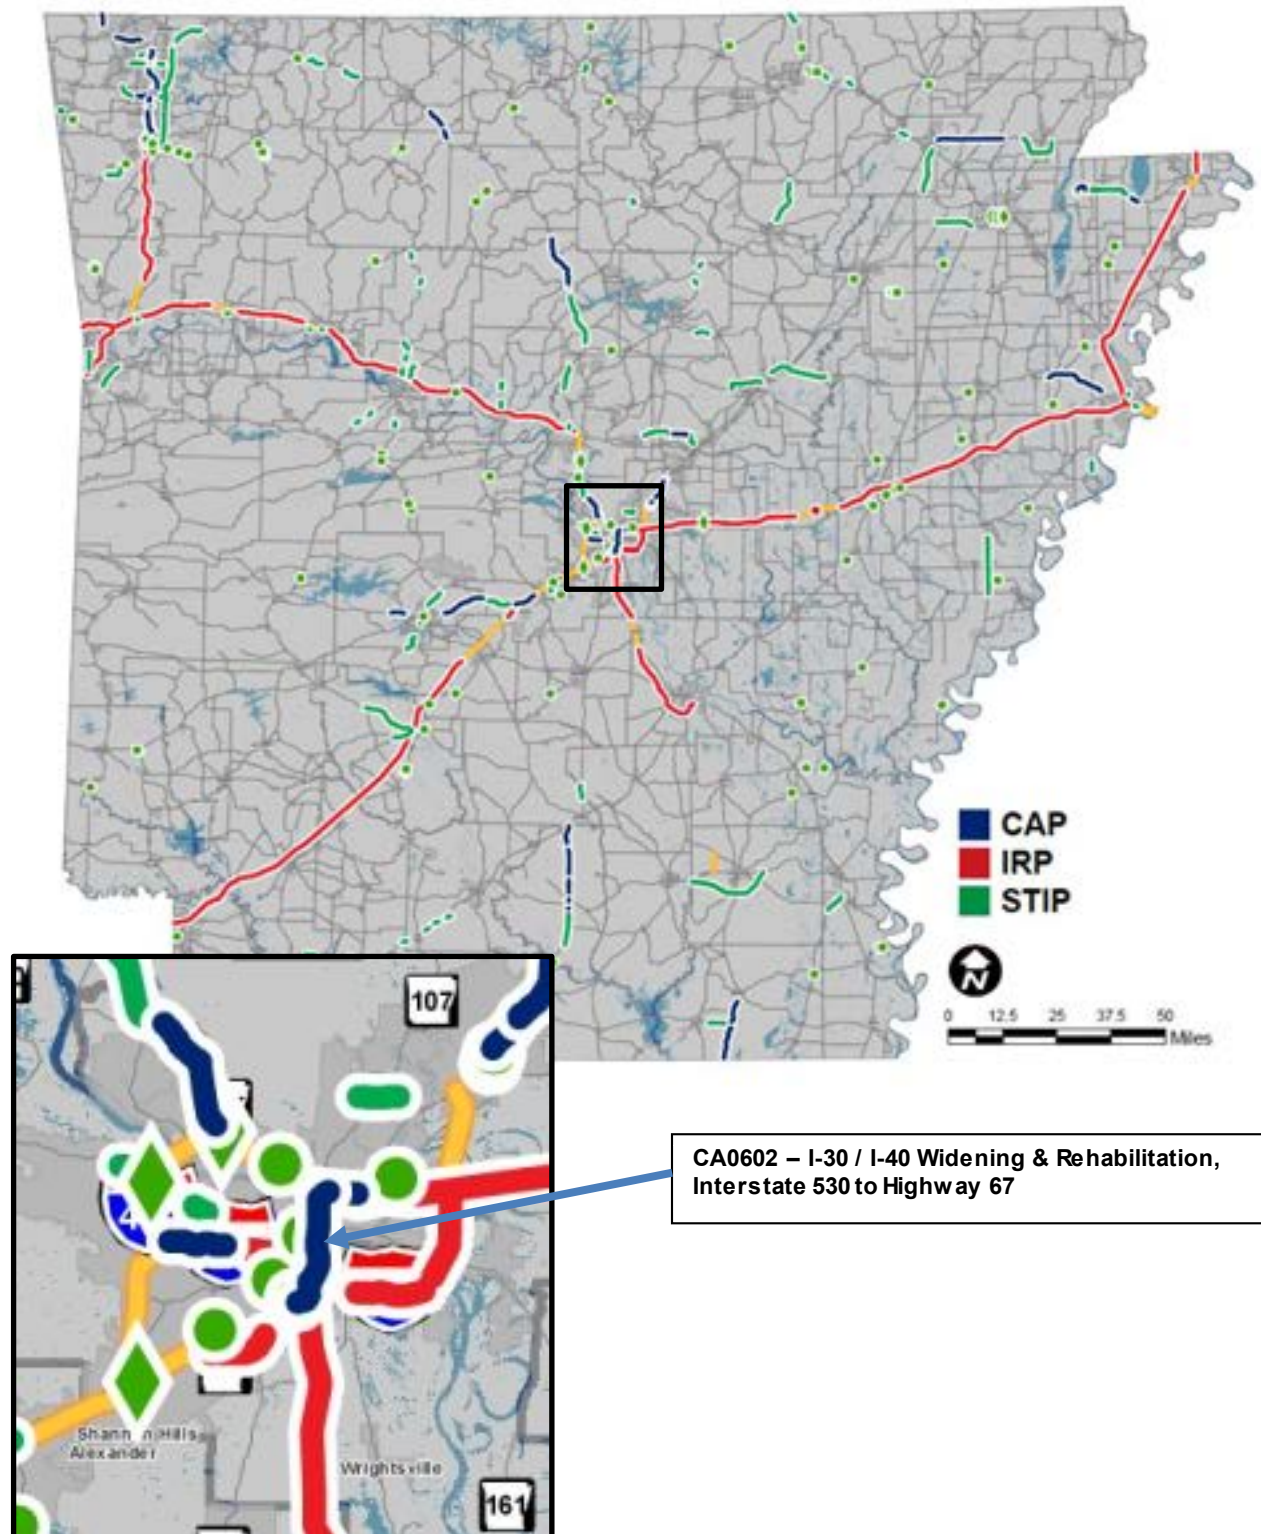 CAP
IRP
STIP
N
0 12.5 25 37.5 50
Miles
107
CA0602 – I-30 / I-40 Widening & Rehabilitation,
Interstate 530 to Highway 67
4
Alexander
Wrightsville
161